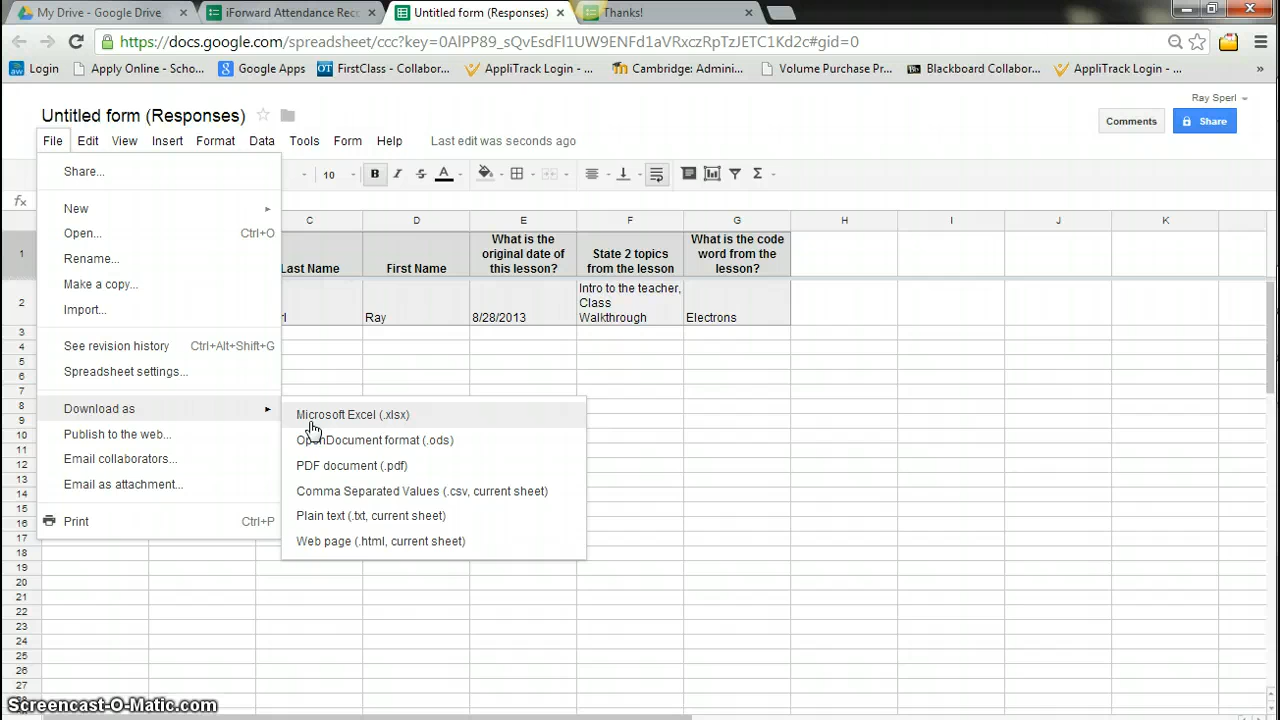 My Drive - Google Drive
iForward Attendance Rec
Untitled form (Responses)
Thanks!
https://docs.google.com/spreadsheet/ccc?key=0AlPP89_sQvEsdFl1UW9ENFd1aVRxczRpTzJETC1Kd2c#gid=0
Login
Apply Online - Scho...
Google Apps
FirstClass - Collabor...
AppliTrack Login - ...
Cambridge: Animini...
Volume Purchase Pr...
Blackboard Collabor...
AppliTrack Login - ...
»
Untitled form (Responses)
Ray Sperl
Comments
Share
File Edit View Insert Format Data Tools Form Help Last edit was seconds ago
10 B I S A Σ
fx
C D E F G H I J K
1
Last Name
First Name
What is the
original date of
this lesson?
State 2 topics
from the lesson
What is the code
word from the
lesson?
2
rl
Ray
8/28/2013
Intro to the teacher,
Class
Walkthrough
Electrons
3
4
5
6
7
8
9
10
11
12
13
14
15
16
17
18
19
20
21
22
23
24
25
26
27
Share...
New
Open... Ctrl+O
Rename...
Make a copy...
Import...
See revision history Ctrl+Alt+Shift+G
Spreadsheet settings...
Download as
Publish to the web...
Email collaborators...
Email as attachment...
Print Ctrl+P
Microsoft Excel (.xlsx)
OpenDocument format (.ods)
PDF document (.pdf)
Comma Separated Values (.csv, current sheet)
Plain text (.txt, current sheet)
Web page (.html, current sheet)
Screencast-O-Matic.com